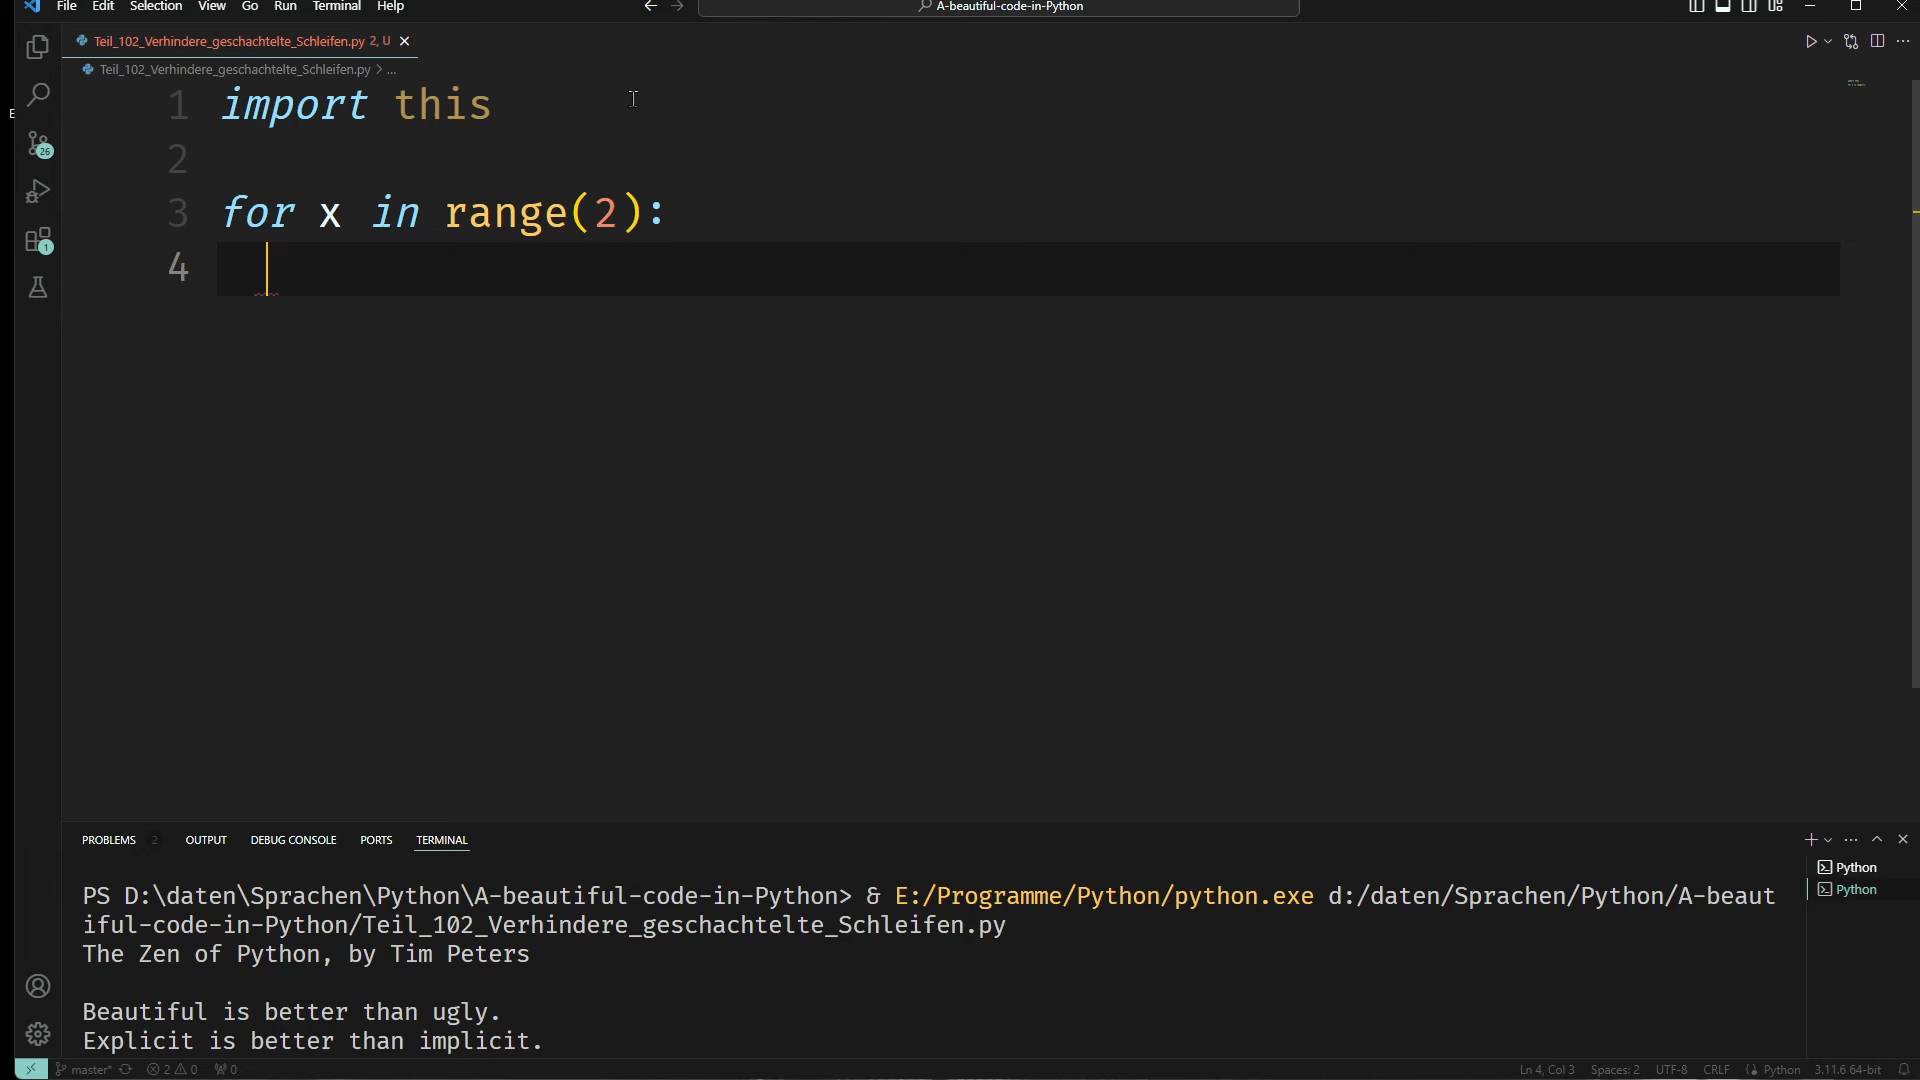 File Edit Selection View Go Run Terminal Help
A-beautiful-code-in-Python
Teil_102_Verhindere_geschachtelte_Schleifen.py 2, U
Teil_102_Verhindere_geschachtelte_Schleifen.py > ...
1 import this
2
3 for x in range(2):
4
26
1
PROBLEMS 2 OUTPUT DEBUG CONSOLE PORTS TERMINAL
Python
Python
PS D:\daten\Sprachen\Python\A-beautiful-code-in-Python> & E:/Programme/Python/python.exe d:/daten/Sprachen/Python/A-beaut
iful-code-in-Python/Teil_102_Verhindere_geschachtelte_Schleifen.py
The Zen of Python, by Tim Peters
Beautiful is better than ugly.
Explicit is better than implicit.
master* 2 0 0 Ln 4, Col 3 Spaces: 2 UTF-8 CRLF Python 3.11.6 64-bit